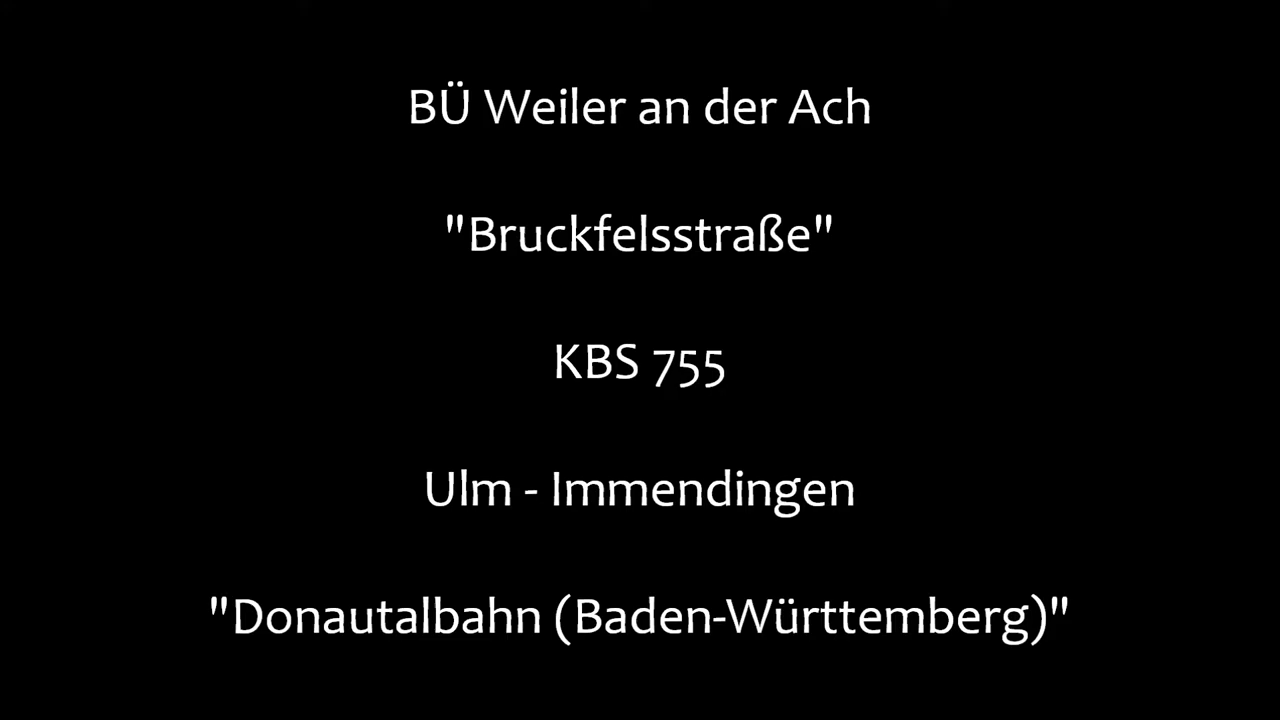 BÜ Weiler an der Ach
"Bruckfelsstraße"
KBS 755
Ulm - Immendingen
"Donautalbahn (Baden-Württemberg)"